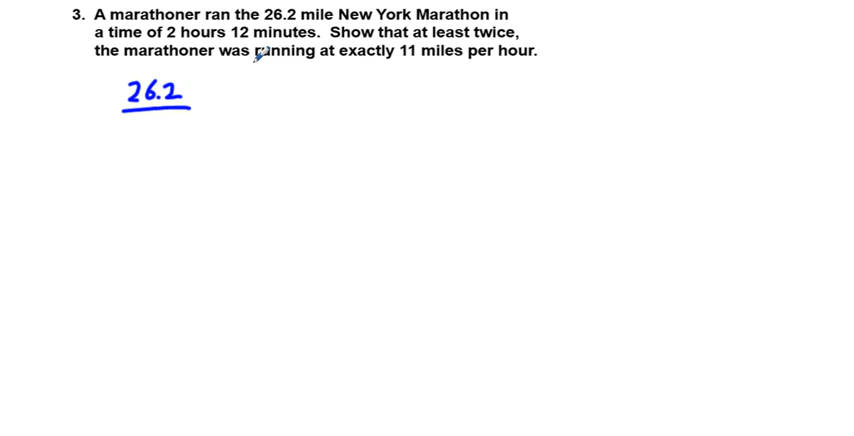 3. A marathoner ran the 26.2 mile New York Marathon in
a time of 2 hours 12 minutes. Show that at least twice,
the marathoner was running at exactly 11 miles per hour.
26.2